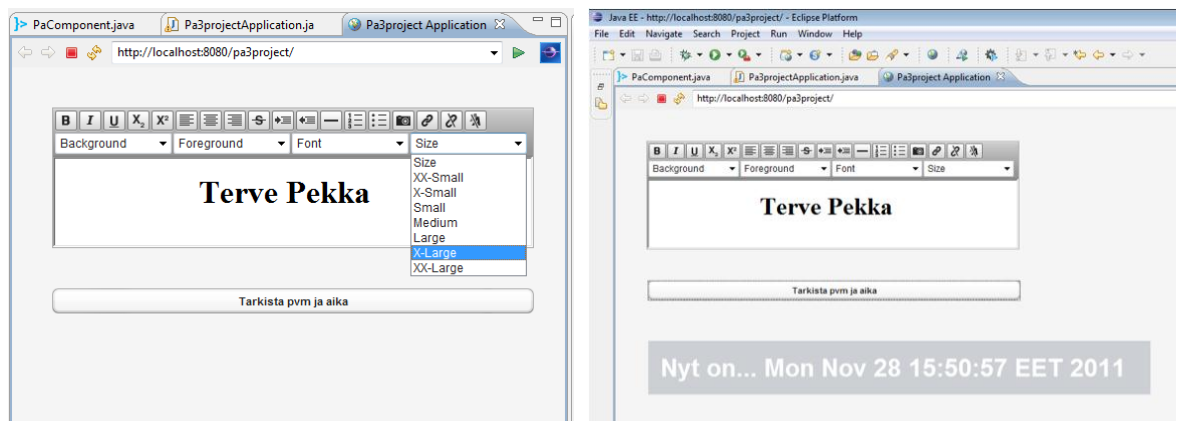 PaComponent.java
Pa3projectApplication.ja
Pa3project Application
http://localhost:8080/pa3project/
B I U X₂ X² S
Background Foreground Font Size
Size
XX-Small
X-Small
Small
Medium
Large
X-Large
XX-Large
Terve Pekka
Tarkista pvm ja aika
Java EE - http://localhost:8080/pa3project/ - Eclipse Platform
File Edit Navigate Search Project Run Window Help
PaComponent.java
Pa3projectApplication.java
Pa3project Application
http://localhost:8080/pa3project/
B I U X₂ X² S
Background Foreground Font Size
Terve Pekka
Tarkista pvm ja aika
Nyt on... Mon Nov 28 15:50:57 EET 2011